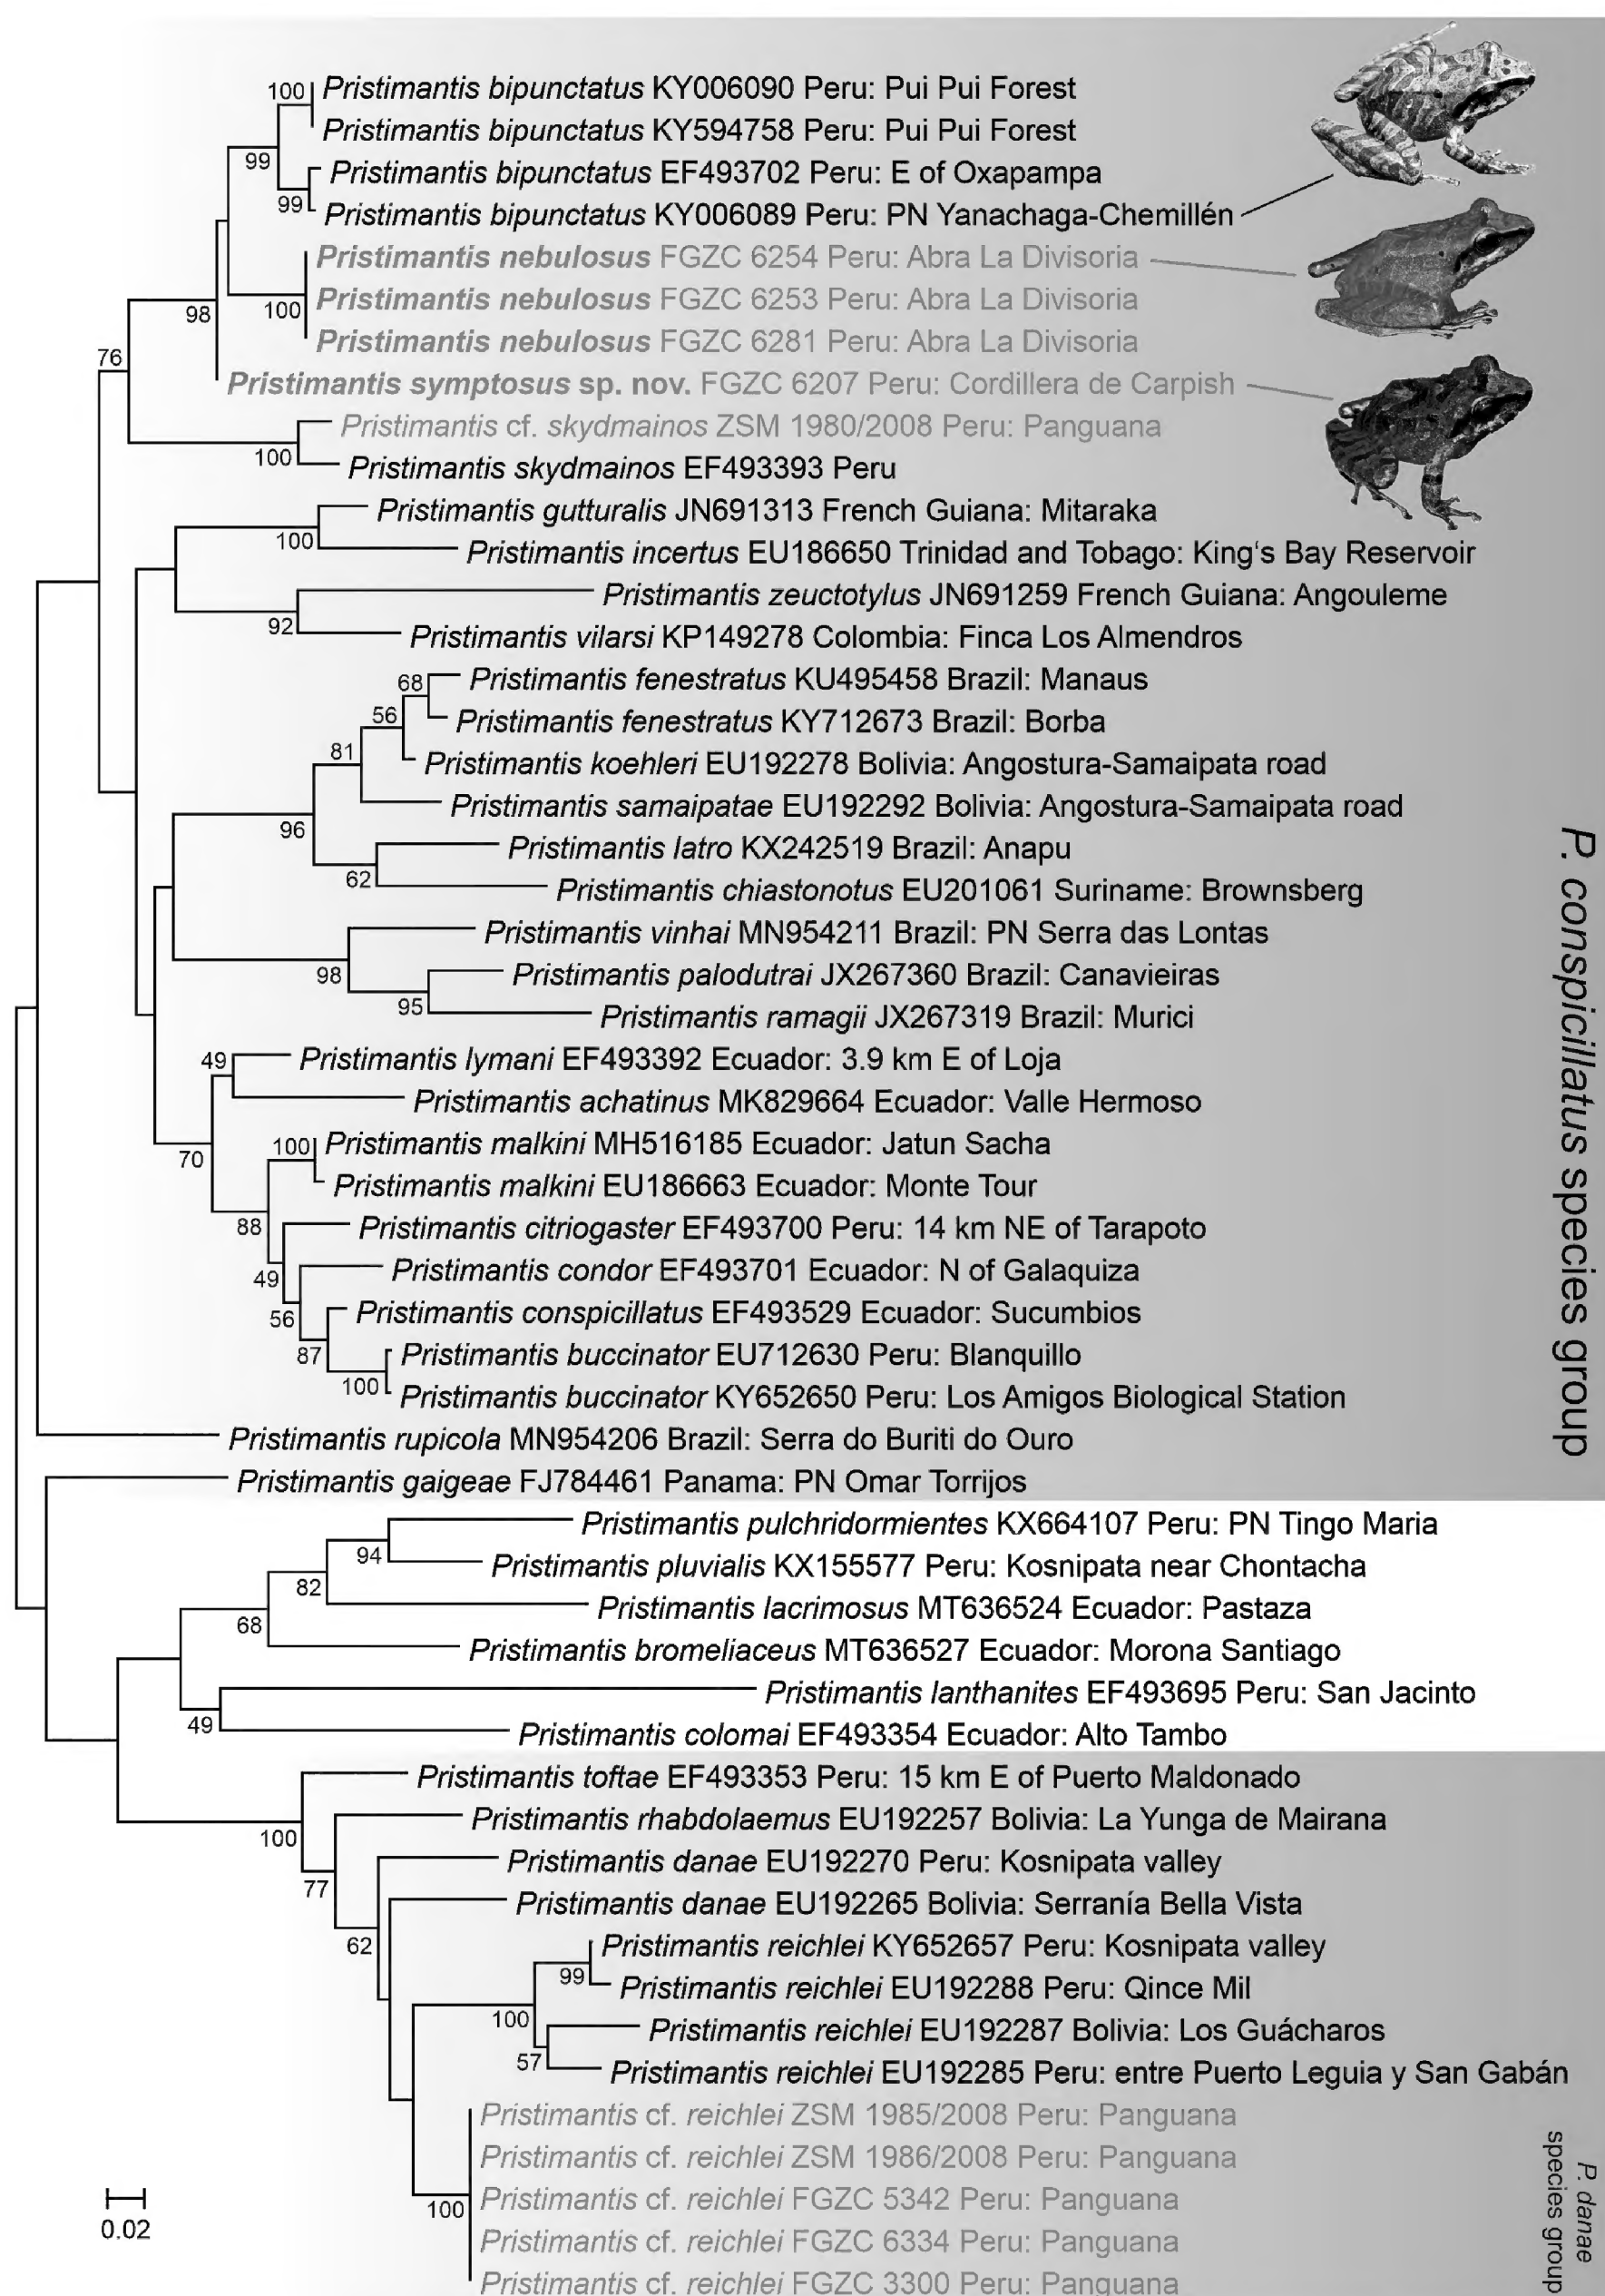 100 Pristimantis bipunctatus KY006090 Peru: Pui Pui Forest
Pristimantis bipunctatus KY594758 Peru: Pui Pui Forest
99 Pristimantis bipunctatus EF493702 Peru: E of Oxapampa
99 Pristimantis bipunctatus KY006089 Peru: PN Yanachaga-Chemillén
Pristimantis nebulosus FGZC 6254 Peru: Abra La Divisoria
98 100 Pristimantis nebulosus FGZC 6253 Peru: Abra La Divisoria
76 Pristimantis nebulosus FGZC 6281 Peru: Abra La Divisoria
Pristimantis symptosus sp. nov. FGZC 6207 Peru: Cordillera de Carpish
Pristimantis cf. skydmainos ZSM 1980/2008 Peru: Panguana
100 Pristimantis skydmainos EF493393 Peru
Pristimantis gutturalis JN691313 French Guiana: Mitaraka
100 Pristimantis incertus EU186650 Trinidad and Tobago: King's Bay Reservoir
Pristimantis zeuctotylus JN691259 French Guiana: Angouleme
92 Pristimantis vilarsi KP149278 Colombia: Finca Los Almendros
68 Pristimantis fenestratus KU495458 Brazil: Manaus
56 Pristimantis fenestratus KY712673 Brazil: Borba
81 Pristimantis koehleri EU192278 Bolivia: Angostura-Samaipata road
96 Pristimantis samaipatae EU192292 Bolivia: Angostura-Samaipata road
Pristimantis latro KX242519 Brazil: Anapu
62 Pristimantis chiastonotus EU201061 Suriname: Brownsberg
Pristimantis vinhai MN954211 Brazil: PN Serra das Lontas
98 Pristimantis palodutrai JX267360 Brazil: Canavieiras
95 Pristimantis ramagii JX267319 Brazil: Murici
49 Pristimantis lymani EF493392 Ecuador: 3.9 km E of Loja
Pristimantis achatinus MK829664 Ecuador: Valle Hermoso
70 100 Pristimantis malkini MH516185 Ecuador: Jatun Sacha
Pristimantis malkini EU186663 Ecuador: Monte Tour
88 Pristimantis citriogaster EF493700 Peru: 14 km NE of Tarapoto
49 Pristimantis condor EF493701 Ecuador: N of Galaquiza
56 Pristimantis conspicillatus EF493529 Ecuador: Sucumbios
87 Pristimantis buccinator EU712630 Peru: Blanquillo
100 Pristimantis buccinator KY652650 Peru: Los Amigos Biological Station
Pristimantis rupicola MN954206 Brazil: Serra do Buriti do Ouro
Pristimantis gaigeae FJ784461 Panama: PN Omar Torrijos
P. conspicillatus species group
Pristimantis pulchridormientes KX664107 Peru: PN Tingo Maria
94 Pristimantis pluvialis KX155577 Peru: Kosnipata near Chontacha
82 Pristimantis lacrimosus MT636524 Ecuador: Pastaza
68 Pristimantis bromeliaceus MT636527 Ecuador: Morona Santiago
Pristimantis lanthanites EF493695 Peru: San Jacinto
49 Pristimantis colomai EF493354 Ecuador: Alto Tambo
Pristimantis toftae EF493353 Peru: 15 km E of Puerto Maldonado
100 Pristimantis rhabdolaemus EU192257 Bolivia: La Yunga de Mairana
77 Pristimantis danae EU192270 Peru: Kosnipata valley
Pristimantis danae EU192265 Bolivia: Serranía Bella Vista
62 Pristimantis reichlei KY652657 Peru: Kosnipata valley
99 Pristimantis reichlei EU192288 Peru: Qince Mil
100 Pristimantis reichlei EU192287 Bolivia: Los Guácharos
57 Pristimantis reichlei EU192285 Peru: entre Puerto Leguia y San Gabán
Pristimantis cf. reichlei ZSM 1985/2008 Peru: Panguana
Pristimantis cf. reichlei ZSM 1986/2008 Peru: Panguana
100 Pristimantis cf. reichlei FGZC 5342 Peru: Panguana
Pristimantis cf. reichlei FGZC 6334 Peru: Panguana
Pristimantis cf. reichlei FGZC 3300 Peru: Panguana
P. danae
species group
0.02